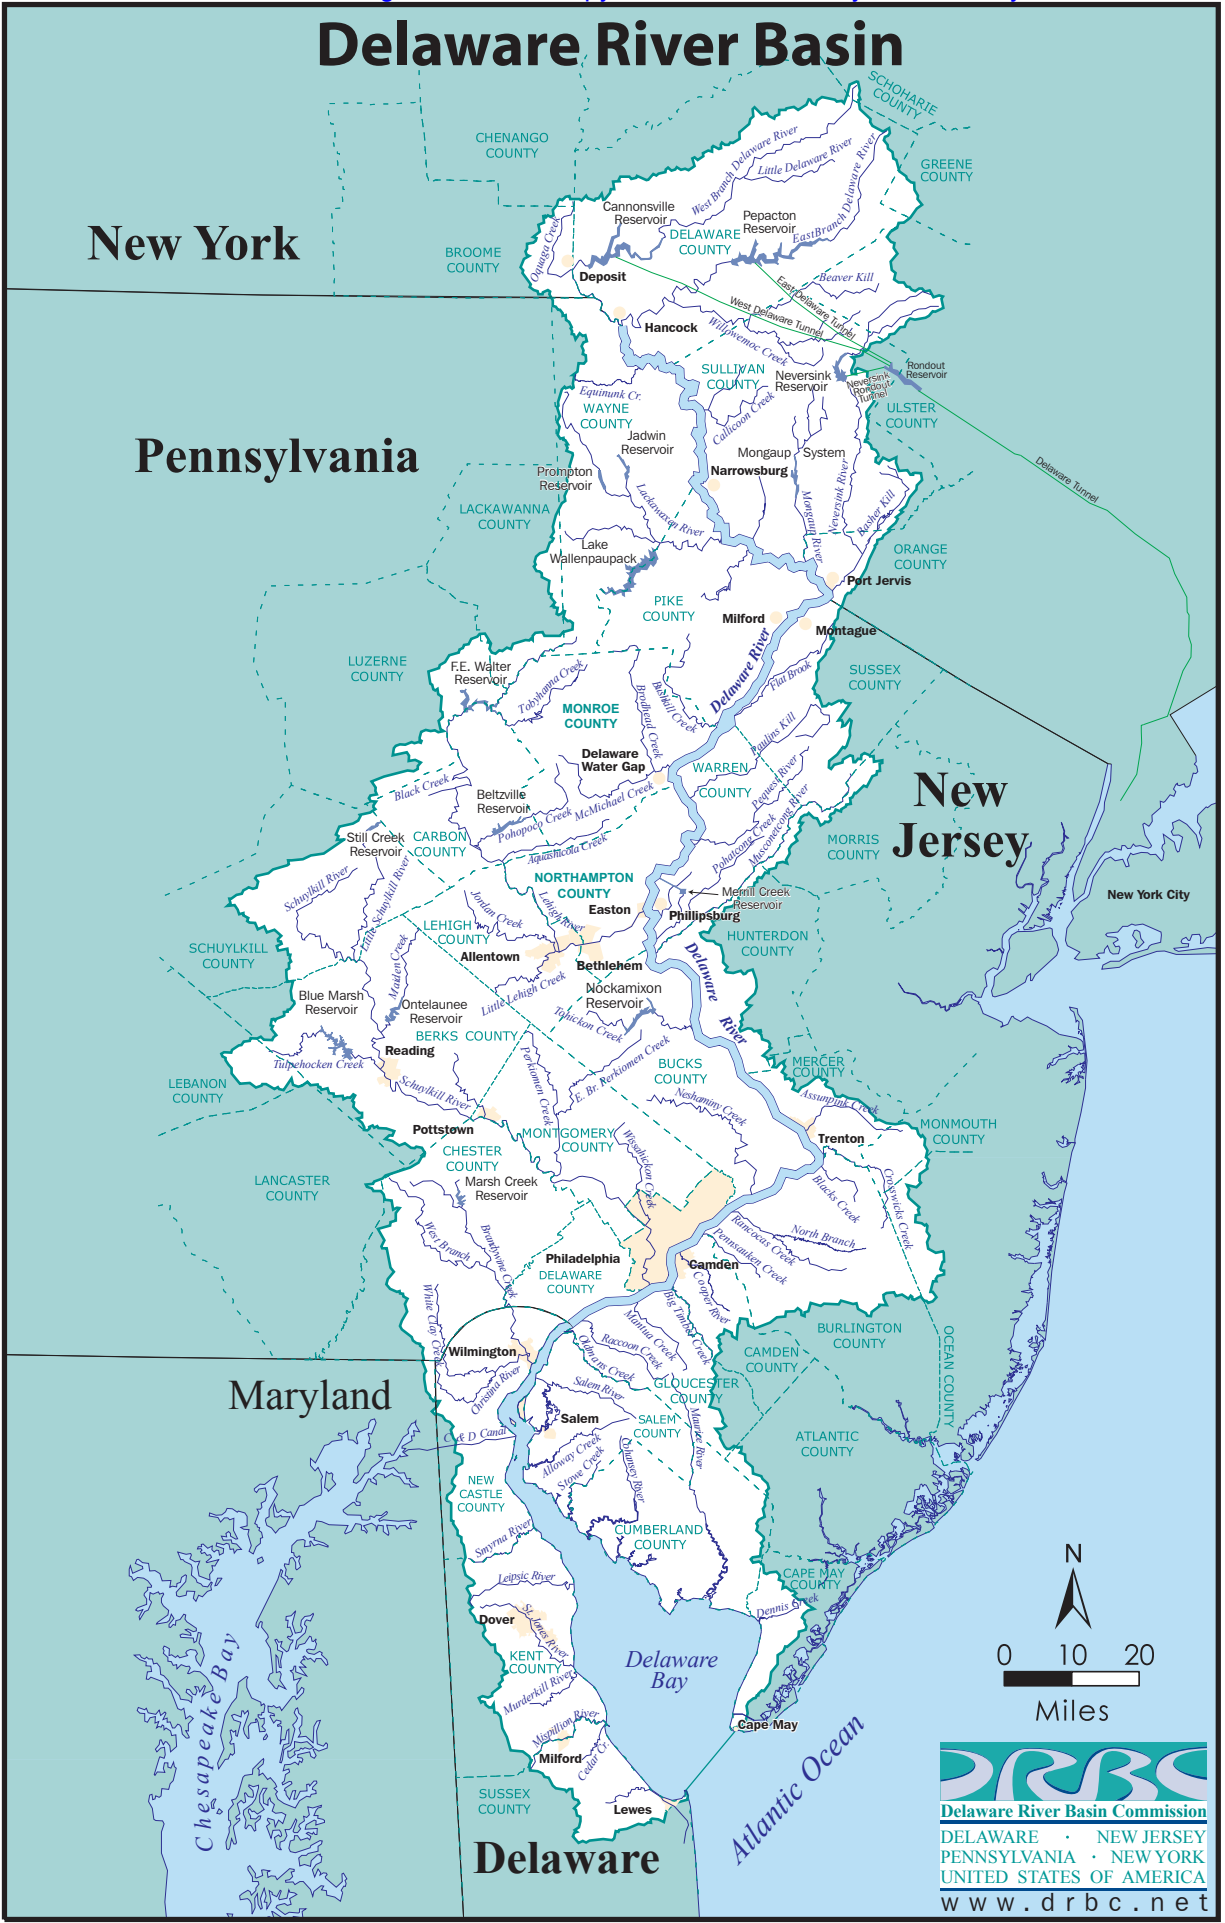 Delaware River Basin
SCHOHARIE
COUNTY
CHENANGO
COUNTY
GREENE
COUNTY
West Branch Delaware River
Little Delaware River
EastBranch Delaware River
Cannonsville
Reservoir
Pepacton
Reservoir
New York
DELAWARE
COUNTY
BROOME
COUNTY
Oquaga Creek
Deposit
Beaver Kill
East Delaware Tunnel
West Delaware Tunnel
Hancock
Willowemoc Creek
Rondout
Reservoir
SULLIVAN
COUNTY
Neversink
Reservoir
Neversink
Rondout
Tunnel
Equinunk Cr.
WAYNE
COUNTY
Callicoon Creek
ULSTER
COUNTY
Jadwin
Reservoir
Pennsylvania
Mongaup System
Narrowsburg
Delaware Tunnel
Prompton
Reservoir
Lackawaxen River
Mongaup River
Neversink River
Basher Kill
LACKAWANNA
COUNTY
Lake
Wallenpaupack
ORANGE
COUNTY
Port Jervis
PIKE
COUNTY
Milford
Montague
Delaware River
LUZERNE
COUNTY
F.E. Walter
Reservoir
Tobyhanna Creek
Flat Brook
SUSSEX
COUNTY
MONROE
COUNTY
Brodhead Creek
Bushkill Creek
Paulins Kill
Delaware
Water Gap
WARREN
COUNTY
Pequest River
New
Jersey
Black Creek
Beltzville
Reservoir
Pohopoco Creek
McMichael Creek
Musconetcong River
Pohatcong Creek
Still Creek
Reservoir
CARBON
COUNTY
Aquashicola Creek
MORRIS
COUNTY
Schuylkill River
Little Schuylkill River
NORTHAMPTON
COUNTY
Merrill Creek
Reservoir
New York City
Jordan Creek
Lehigh River
Easton
Phillipsburg
LEHIGH
COUNTY
Allentown
Bethlehem
HUNTERDON
COUNTY
SCHUYLKILL
COUNTY
Maiden Creek
Little Lehigh Creek
Nockamixon
Reservoir
Delaware
River
Blue Marsh
Reservoir
Ontelaunee
Reservoir
BERKS COUNTY
Tohickon Creek
Reading
Tulpehocken Creek
Perkiomen Creek
E. Br. Perkiomen Creek
BUCKS
COUNTY
MERCER
COUNTY
LEBANON
COUNTY
Schuylkill River
Neshaminy Creek
Assunpink Creek
Pottstown
MONTGOMERY
COUNTY
Trenton
MONMOUTH
COUNTY
CHESTER
COUNTY
Wissahickon Creek
LANCASTER
COUNTY
Marsh Creek
Reservoir
Blacks Creek
Crosswicks Creek
West Branch
Brandywine Creek
Rancocas Creek
North Branch
Pennsauken Creek
Philadelphia
Camden
DELAWARE
COUNTY
Cooper River
Big Timber Creek
White Clay Creek
Mantua Creek
BURLINGTON
COUNTY
Wilmington
Raccoon Creek
Oldmans Creek
CAMDEN
COUNTY
OCEAN COUNTY
Maryland
Christina River
Salem River
GLOUCESTER
COUNTY
Salem
SALEM
COUNTY
Maurice River
C & D Canal
Alloway Creek
Stowe Creek
Cohansey River
ATLANTIC
COUNTY
NEW
CASTLE
COUNTY
Smyrna River
CUMBERLAND
COUNTY
Leipsic River
CAPE MAY
COUNTY
Dennis Creek
Dover
St. Jones River
KENT
COUNTY
Delaware
Bay
Murderkill River
Mispillion River
Cedar Cr.
Milford
Cape May
Chesapeake Bay
SUSSEX
COUNTY
Lewes
Delaware
Atlantic Ocean
N
0 10 20
Miles
DRBC
Delaware River Basin Commission
DELAWARE · NEW JERSEY
PENNSYLVANIA · NEW YORK
UNITED STATES OF AMERICA
www.drbc.net